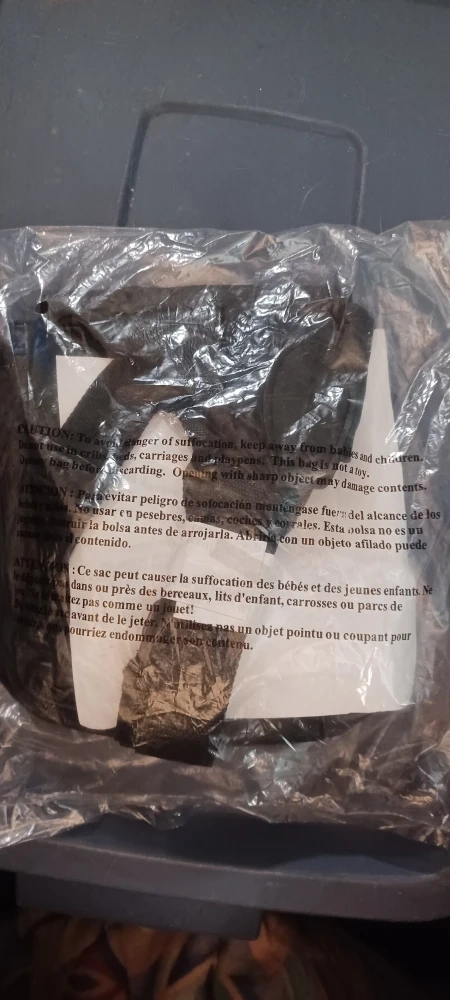 CAUTION: To avoid danger of suffocation, keep away from babies and children.
Do not use in cribs, beds, carriages and playpens. This bag is not a toy.
bag before discarding. Opening with sharp object may damage contents.
ATENCION: Para evitar peligro de sofocación manténgase fuera del alcance de los
No usar en pesebres, camas, coches y corrales. Esta bolsa no es un
la bolsa antes de arrojarla. Abrirla con un objeto afilado puede
contenido.
: Ce sac peut causer la suffocation des bébés et des jeunes enfants. Ne
dans ou près des berceaux, lits d'enfant, carrosses ou parcs de
pas comme un jouet!
avant de le jeter. N'utilisez pas un objet pointu ou coupant pour
pourriez endommager son contenu.